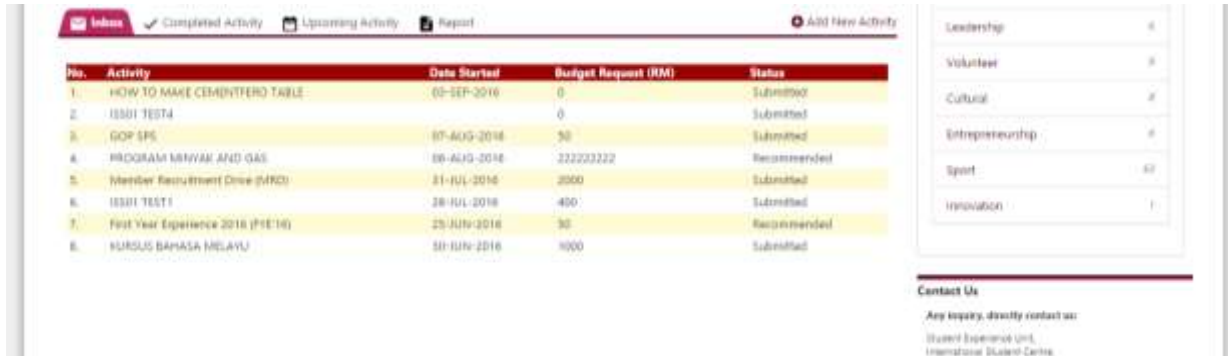 Inbox Completed Activity Upcoming Activity Report Add New Activity
No. Activity Date Started Budget Request (RM) Status
1. HOW TO MAKE CEMENTFERO TABLE 03-SEP-2016 0 Submitted
2. ISS01 TEST4 0 Submitted
3. GOP SPS 07-AUG-2016 50 Submitted
4. PROGRAM MINYAK AND GAS 06-AUG-2016 222222222 Recommended
5. Member Recruitment Drive (MRD) 31-JUL-2016 2000 Submitted
6. ISS01 TEST1 28-JUL-2016 400 Submitted
7. First Year Experience 2016 (FYE'16) 25-JUN-2016 50 Recommended
8. KURSUS BAHASA MELAYU 1000 Submitted
Leadership
Volunteer
Cultural
Entrepreneurship
Sport
Innovation
Contact Us
Any inquiry, directly contact us:
Student Experience Unit,
International Student Centre